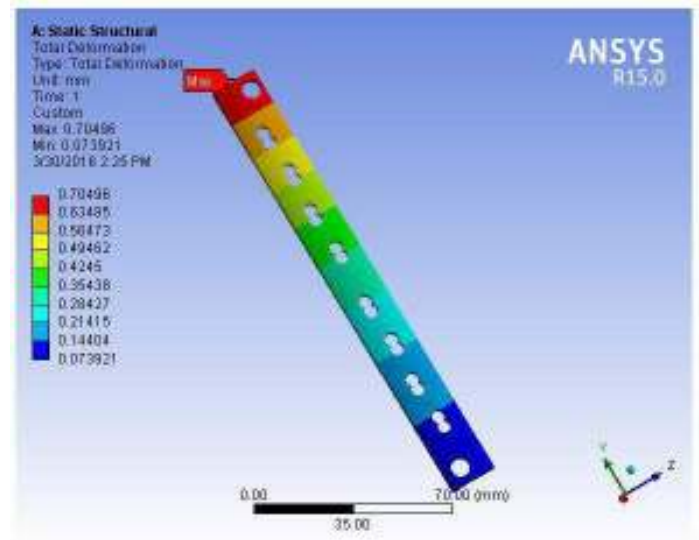 A: Static Structural
Total Deformation
Type: Total Deformation
Unit: mm
Time: 1
Custom
Max: 0.70496
Min: 0.073921
3/30/2016 2:25 PM
0.70496
0.63485
0.56473
0.49462
0.4245
0.35438
0.28427
0.21415
0.14404
0.073921
Max
ANSYS
R15.0
0.00
70.00 (mm)
35.00
Y
Z